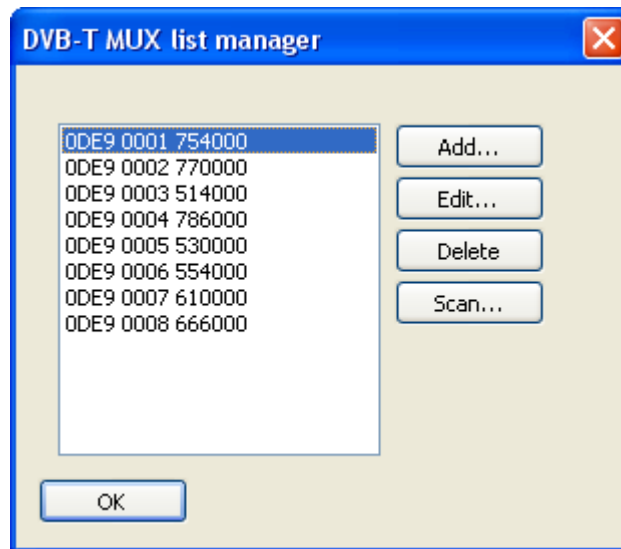 DVB-T MUX list manager
0DE9 0001 754000
0DE9 0002 770000
0DE9 0003 514000
0DE9 0004 786000
0DE9 0005 530000
0DE9 0006 554000
0DE9 0007 610000
0DE9 0008 666000
Add...
Edit...
Delete
Scan...
OK